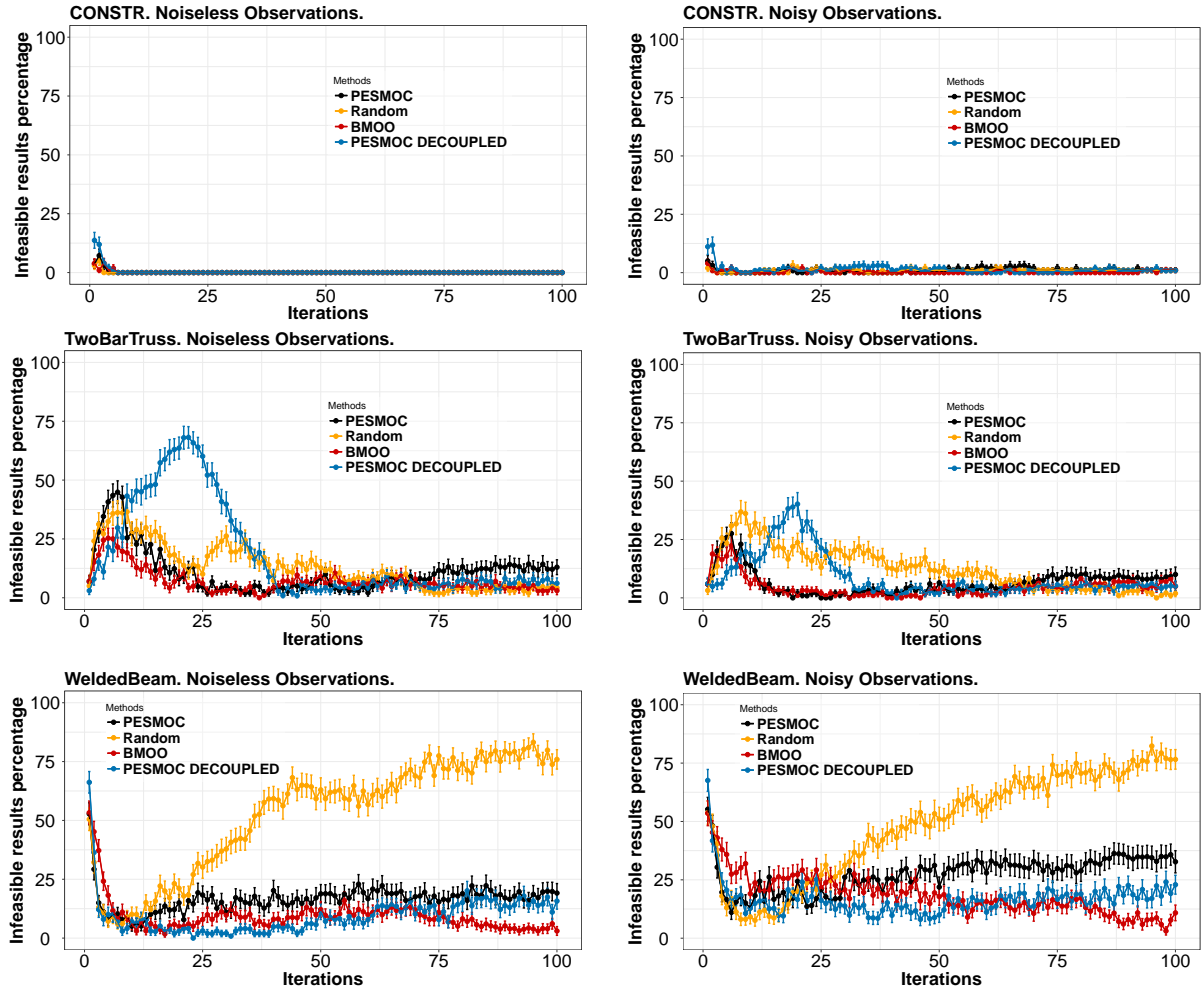 CONSTR. Noiseless Observations.
Infeasible results percentage
100
75
50
25
0
Methods
PESMOC
Random
BMOO
PESMOC DECOUPLED
0 25 50 75 100
Iterations
CONSTR. Noisy Observations.
Infeasible results percentage
100
75
50
25
0
Methods
PESMOC
Random
BMOO
PESMOC DECOUPLED
0 25 50 75 100
Iterations
TwoBarTruss. Noiseless Observations.
Infeasible results percentage
100
75
50
25
0
Methods
PESMOC
Random
BMOO
PESMOC DECOUPLED
0 25 50 75 100
Iterations
TwoBarTruss. Noisy Observations.
Infeasible results percentage
100
75
50
25
0
Methods
PESMOC
Random
BMOO
PESMOC DECOUPLED
0 25 50 75 100
Iterations
WeldedBeam. Noiseless Observations.
Infeasible results percentage
100
75
50
25
0
Methods
PESMOC
Random
BMOO
PESMOC DECOUPLED
0 25 50 75 100
Iterations
WeldedBeam. Noisy Observations.
Infeasible results percentage
100
75
50
25
0
Methods
PESMOC
Random
BMOO
PESMOC DECOUPLED
0 25 50 75 100
Iterations